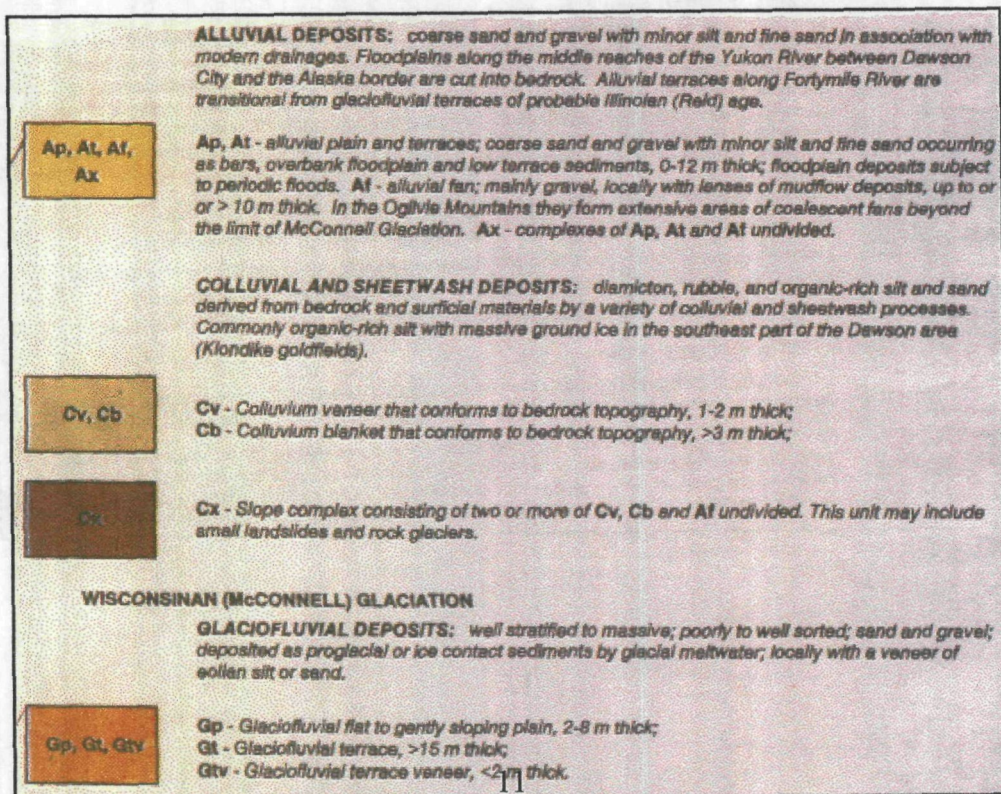 ALLUVIAL DEPOSITS: coarse sand and gravel with minor silt and fine sand in association with
modern drainages. Floodplains along the middle reaches of the Yukon River between Dawson
City and the Alaska border are cut into bedrock. Alluvial terraces along Fortymile River are
transitional from glaciofluvial terraces of probable Illinoian (Reid) age.
Ap, At, Af,
Ax
Ap, At - alluvial plain and terraces; coarse sand and gravel with minor silt and fine sand occurring
as bars, overbank floodplain and low terrace sediments, 0-12 m thick; floodplain deposits subject
to periodic floods. Af - alluvial fan; mainly gravel, locally with lenses of mudflow deposits, up to or
or > 10 m thick. In the Ogilvie Mountains they form extensive areas of coalescent fans beyond
the limit of McConnell Glaciation. Ax - complexes of Ap, At and Af undivided.
COLLUVIAL AND SHEETWASH DEPOSITS: diamicton, rubble, and organic-rich silt and sand
derived from bedrock and surficial materials by a variety of colluvial and sheetwash processes.
Commonly organic-rich silt with massive ground ice in the southeast part of the Dawson area
(Klondike goldfields).
Cv, Cb
Cv - Colluvium veneer that conforms to bedrock topography, 1-2 m thick;
Cb - Colluvium blanket that conforms to bedrock topography, >3 m thick;
Cx
Cx - Slope complex consisting of two or more of Cv, Cb and Af undivided. This unit may include
small landslides and rock glaciers.
WISCONSINAN (McCONNELL) GLACIATION
GLACIOFLUVIAL DEPOSITS: well stratified to massive; poorly to well sorted; sand and gravel;
deposited as proglacial or ice contact sediments by glacial meltwater; locally with a veneer of
eolian silt or sand.
Gp, Gt, Gtv
Gp - Glaciofluvial flat to gently sloping plain, 2-8 m thick;
Gt - Glaciofluvial terrace, >15 m thick;
Gtv - Glaciofluvial terrace veneer, <2 m thick.
11